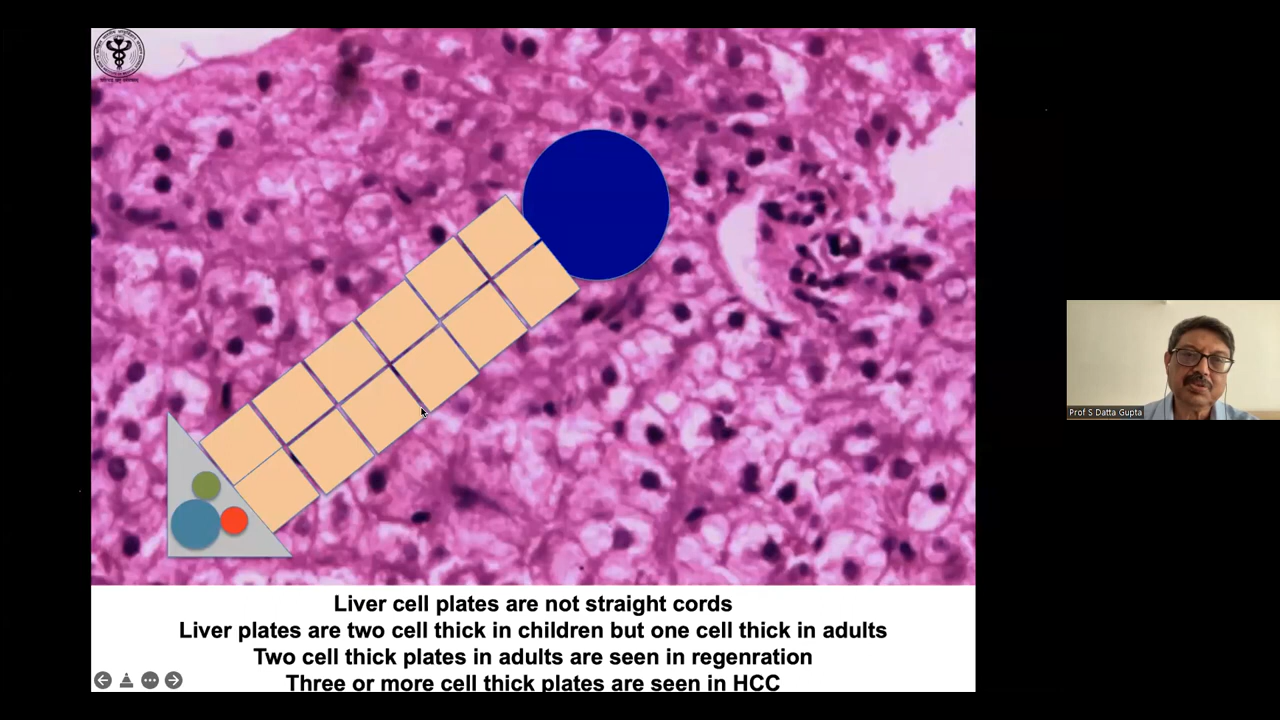 Liver cell plates are not straight cords
Liver plates are two cell thick in children but one cell thick in adults
Two cell thick plates in adults are seen in regenration
Three or more cell thick plates are seen in HCC
Prof S Datta Gupta